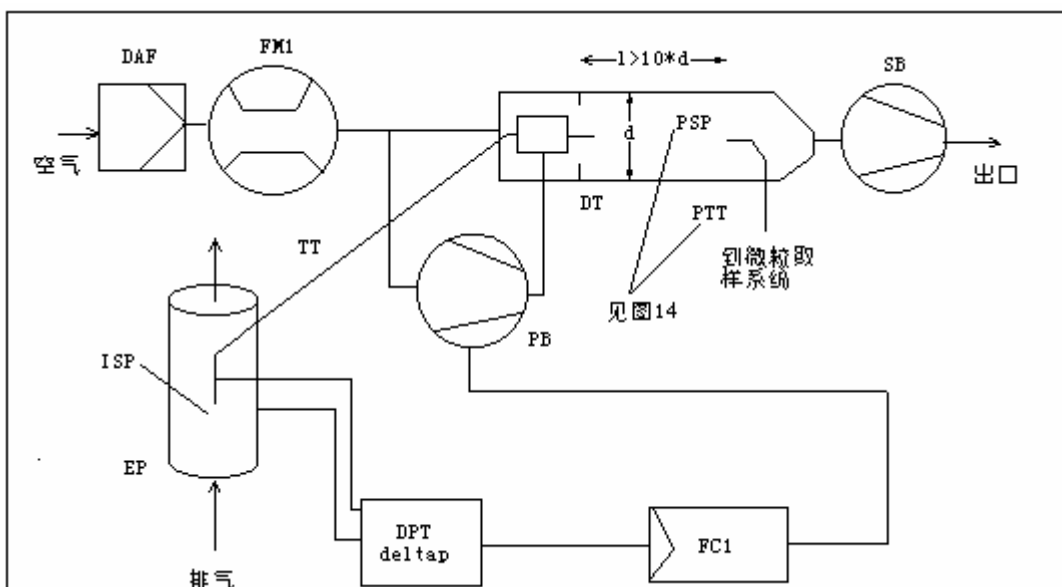 DAF
FM1
l>10*d
SB
空气
d
PSP
出口
DT
PTT
TT
到微粒取
样系统
见图14
PB
ISP
EP
DPT
deltap
FC1
排气